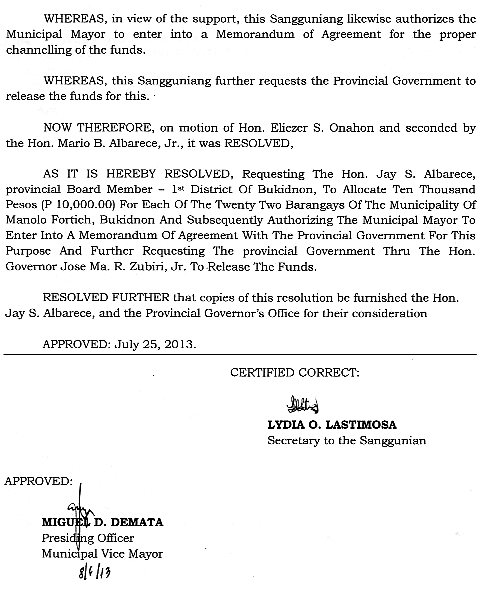 WHEREAS, in view of the support, this Sangguniang likewise authorizes the
Municipal Mayor to enter into a Memorandum of Agreement for the proper
channelling of the funds.
WHEREAS, this Sangguniang further requests the Provincial Government to
release the funds for this.
NOW THEREFORE, on motion of Hon. Eliezer S. Onahon and seconded by
the Hon. Mario B. Albarece, Jr., it was RESOLVED,
AS IT IS HEREBY RESOLVED, Requesting The Hon. Jay S. Albarece,
provincial Board Member – 1st District Of Bukidnon, To Allocate Ten Thousand
Pesos (P 10,000.00) For Each Of The Twenty Two Barangays Of The Municipality Of
Manolo Fortich, Bukidnon And Subsequently Authorizing The Municipal Mayor To
Enter Into A Memorandum Of Agreement With The Provincial Government For This
Purpose And Further Requesting The provincial Government Thru The Hon.
Governor Jose Ma. R. Zubiri, Jr. To Release The Funds.
RESOLVED FURTHER that copies of this resolution be furnished the Hon.
Jay S. Albarece, and the Provincial Governor's Office for their consideration
APPROVED: July 25, 2013.
CERTIFIED CORRECT:
LYDIA O. LASTIMOSA
Secretary to the Sanggunian
APPROVED:
MIGUEL D. DEMATA
Presiding Officer
Municipal Vice Mayor
8/6/13